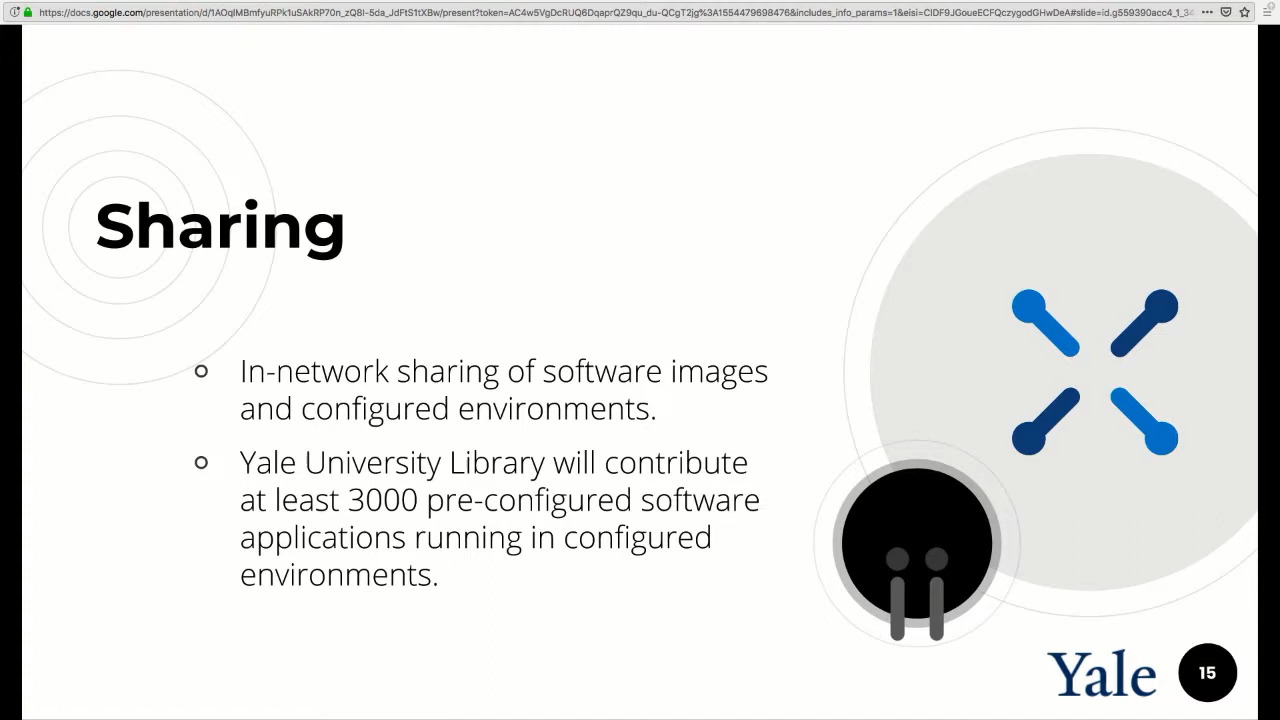 Sharing
In-network sharing of software images
and configured environments.
Yale University Library will contribute
at least 3000 pre-configured software
applications running in configured
environments.
Yale
15